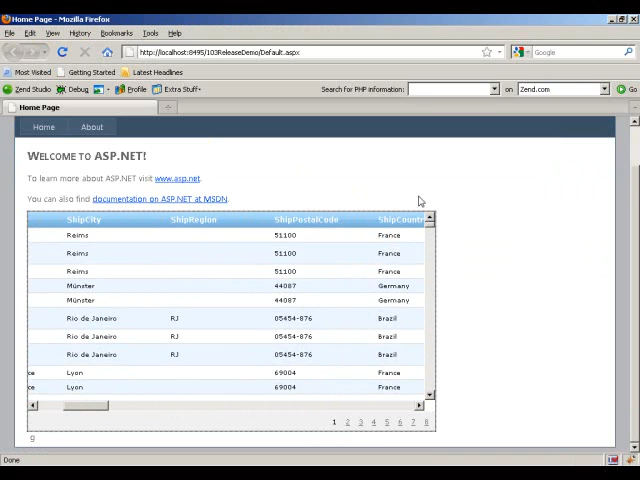 Home Page - Mozilla Firefox
File Edit View History Bookmarks Tools Help
http://localhost:8495/103ReleaseDemo/Default.aspx
Google
Most Visited Getting Started Latest Headlines
Zend Studio Debug Profile Extra Stuff
Search for PHP information: on Zend.com Go
Home Page
Home About
WELCOME TO ASP.NET!
To learn more about ASP.NET visit www.asp.net.
You can also find documentation on ASP.NET at MSDN.
ShipCity ShipRegion ShipPostalCode ShipCountr
Reims 51100 France
Reims 51100 France
Reims 51100 France
Münster 44087 Germany
Münster 44087 Germany
Rio de Janeiro RJ 05454-876 Brazil
Rio de Janeiro RJ 05454-876 Brazil
Rio de Janeiro RJ 05454-876 Brazil
ce Lyon 69004 France
ce Lyon 69004 France
1 2 3 4 5 6 7 8
g
Done